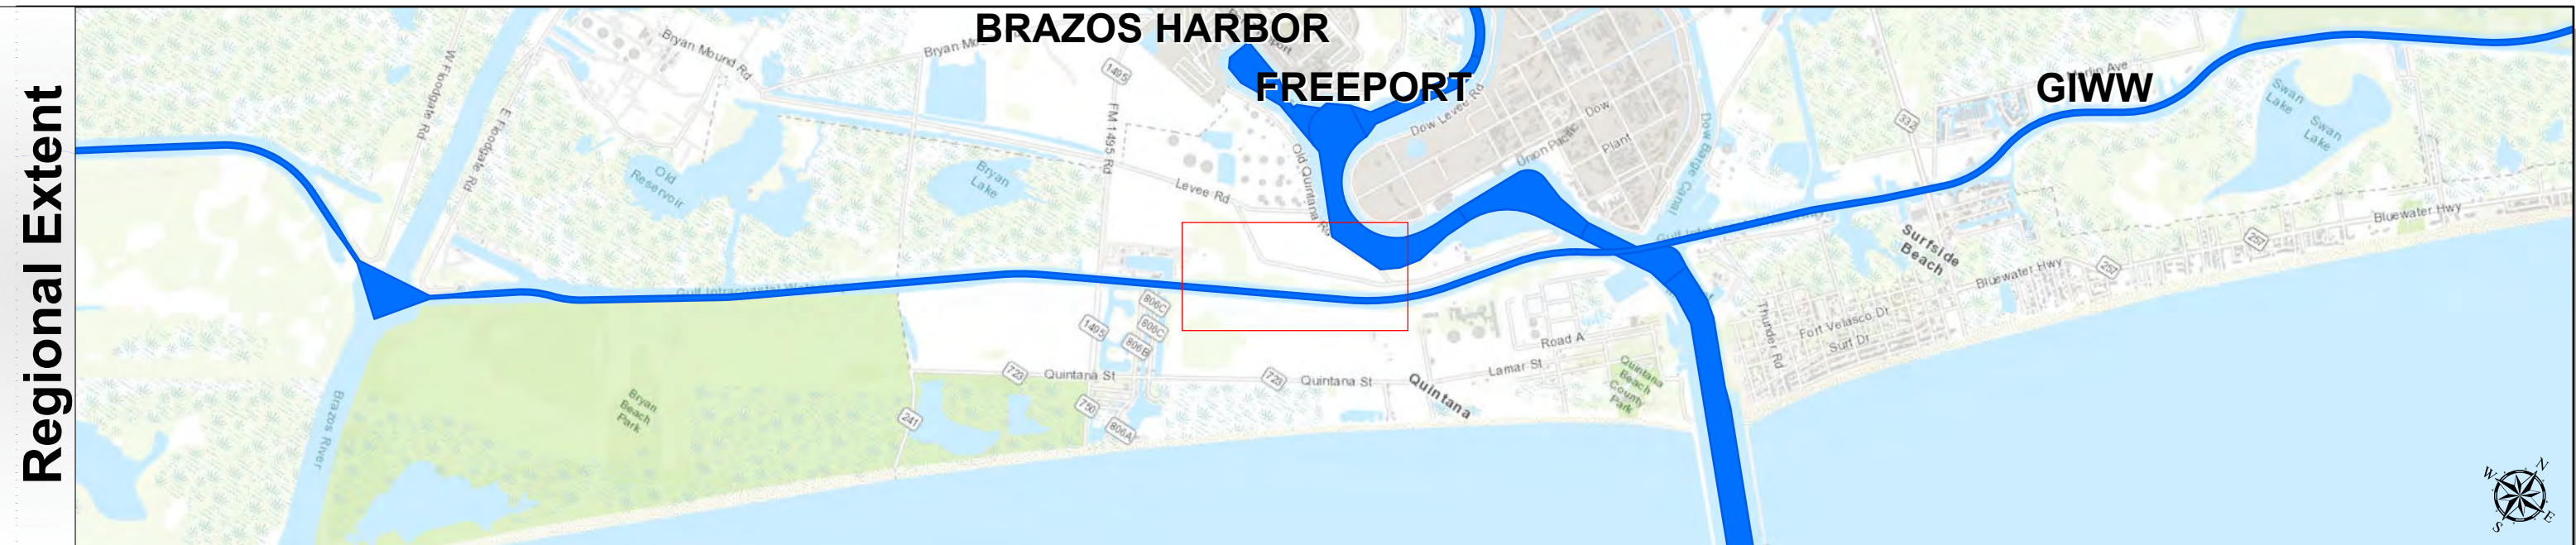 Regional Extent
BRAZOS HARBOR
FREEPORT
GIWW
W Floodgate Rd
E Floodgate Rd
Bryan Mound Rd
1495
FM 1495 Rd
Old
Reservoir
Bryan
Lake
Levee Rd
Old Quintana Rd
Dow Levee Rd
Union Pacific
Dow
Plant
Dow Barge Canal
332
Swan
Lake
Swan
Lake
Surfside
Beach
Bluewater Hwy
257
Bluewater Hwy
257
Thunder Rd
Fort Velasco Dr
Surf Dr
Gulf Intracoastal Waterway
806C
806C
806B
1495
723
Quintana St
723
Quintana St
Quintana
Lamar St
Road A
Quintana
Beach
County
Park
241
750
806A
Bryan
Beach
Park
Brazos River
N
W
E
S